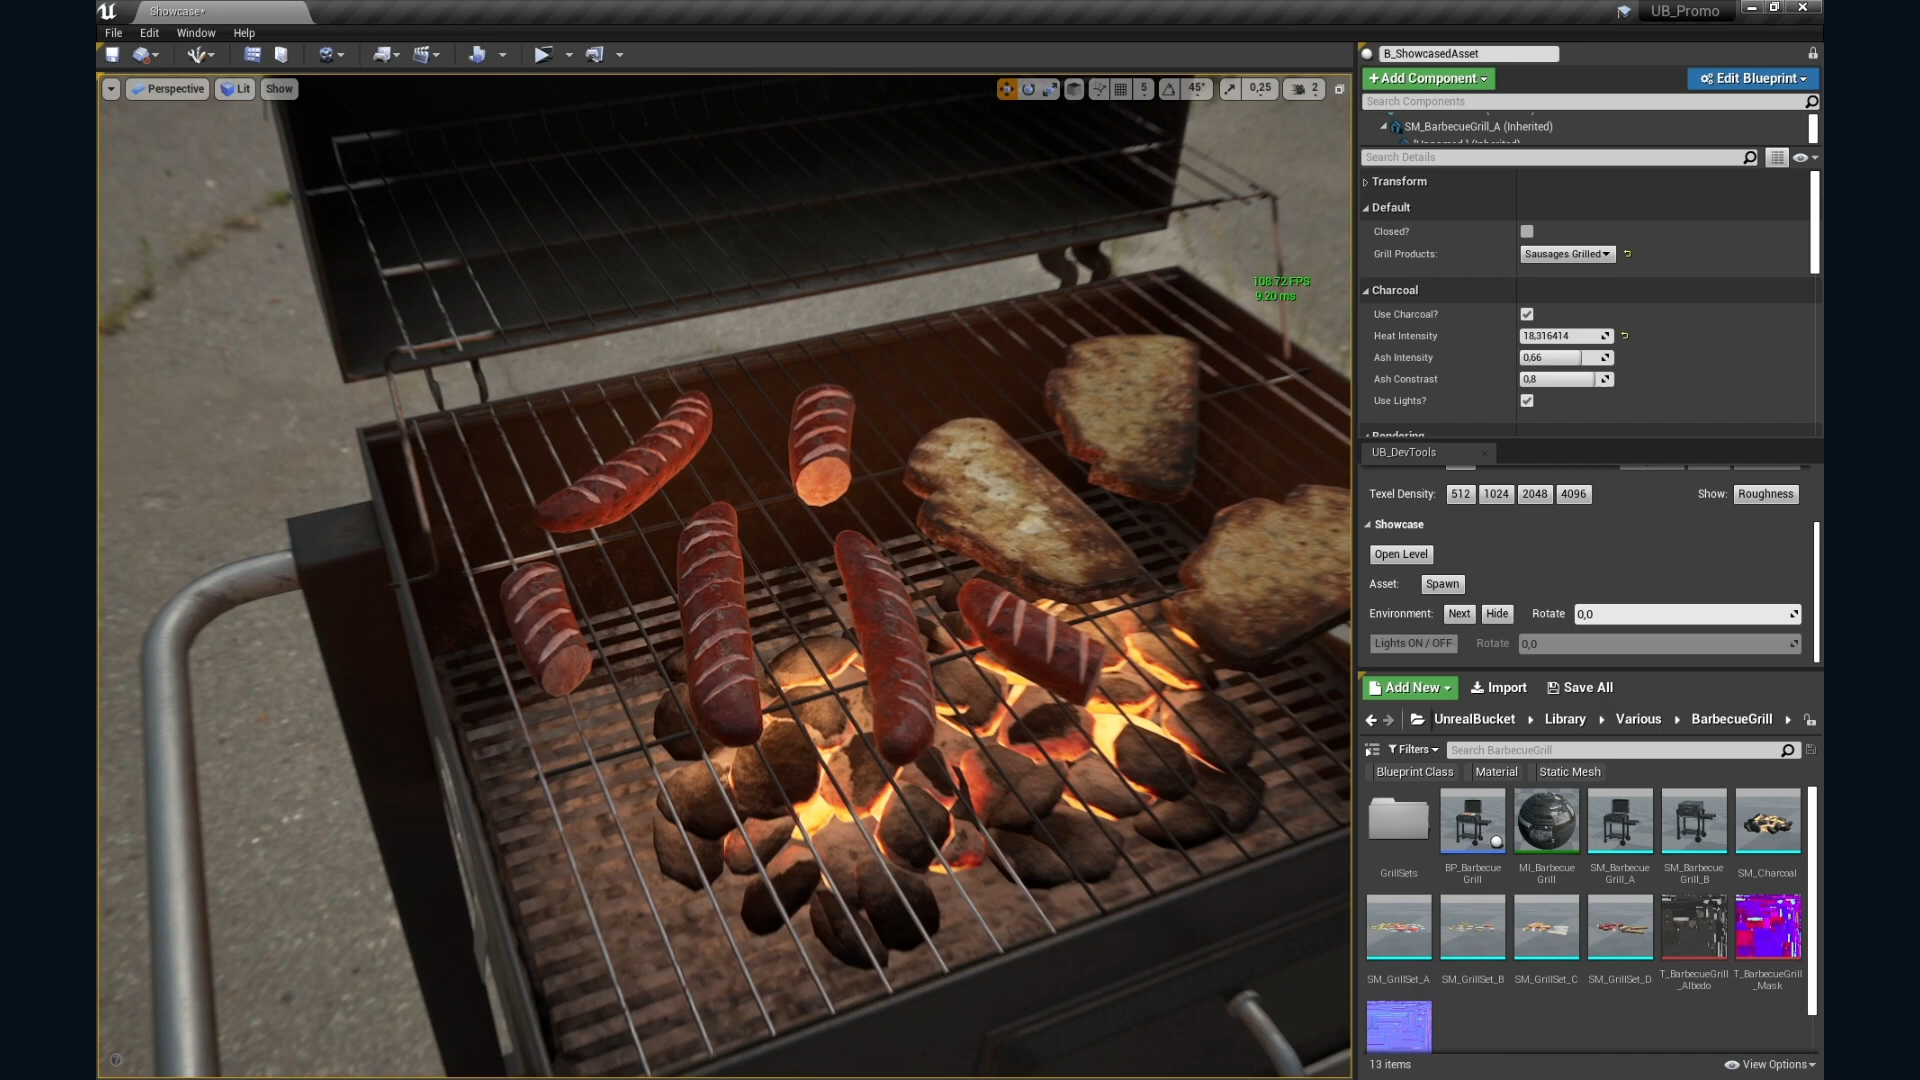 Showcase*
UB_Promo
File Edit Window Help
Perspective Lit Show
5 45° 0,25 2
108.72 FPS
9.20 ms
B_ShowcasedAsset
+Add Component
Edit Blueprint
Search Components
SM_BarbecueGrill_A (Inherited)
Search Details
Transform
Default
Closed?
Grill Products: Sausages Grilled
Charcoal
Use Charcoal?
Heat Intensity 18,316414
Ash Intensity 0,66
Ash Constrast 0,8
Use Lights?
Rendering
UB_DevTools
Texel Density: 512 1024 2048 4096 Show: Roughness
Showcase
Open Level
Asset: Spawn
Environment: Next Hide Rotate 0,0
Lights ON / OFF Rotate 0,0
Add New Import Save All
UnrealBucket Library Various BarbecueGrill
Filters Search BarbecueGrill
Blueprint Class Material Static Mesh
GrillSets
BP_Barbecue
Grill
MI_Barbecue
Grill
SM_Barbecue
Grill_A
SM_Barbecue
Grill_B
SM_Charcoal
SM_GrillSet_A
SM_GrillSet_B
SM_GrillSet_C
SM_GrillSet_D
T_BarbecueGrill
_Albedo
T_BarbecueGrill
_Mask
13 items
View Options